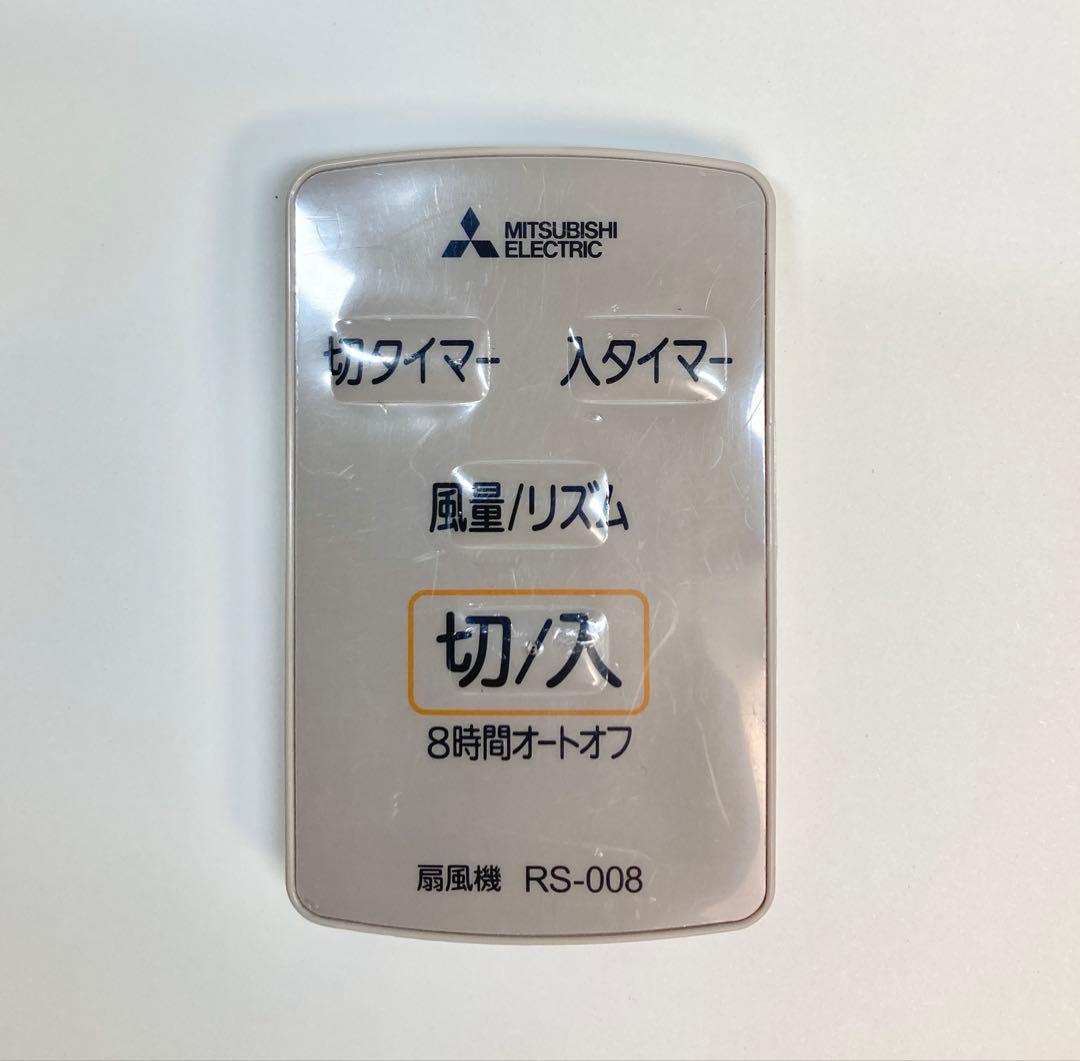 MITSUBISHI
ELECTRIC
切タイマー 入タイマー
風量/リズム
切/入
8時間オートオフ
扇風機 RS-008